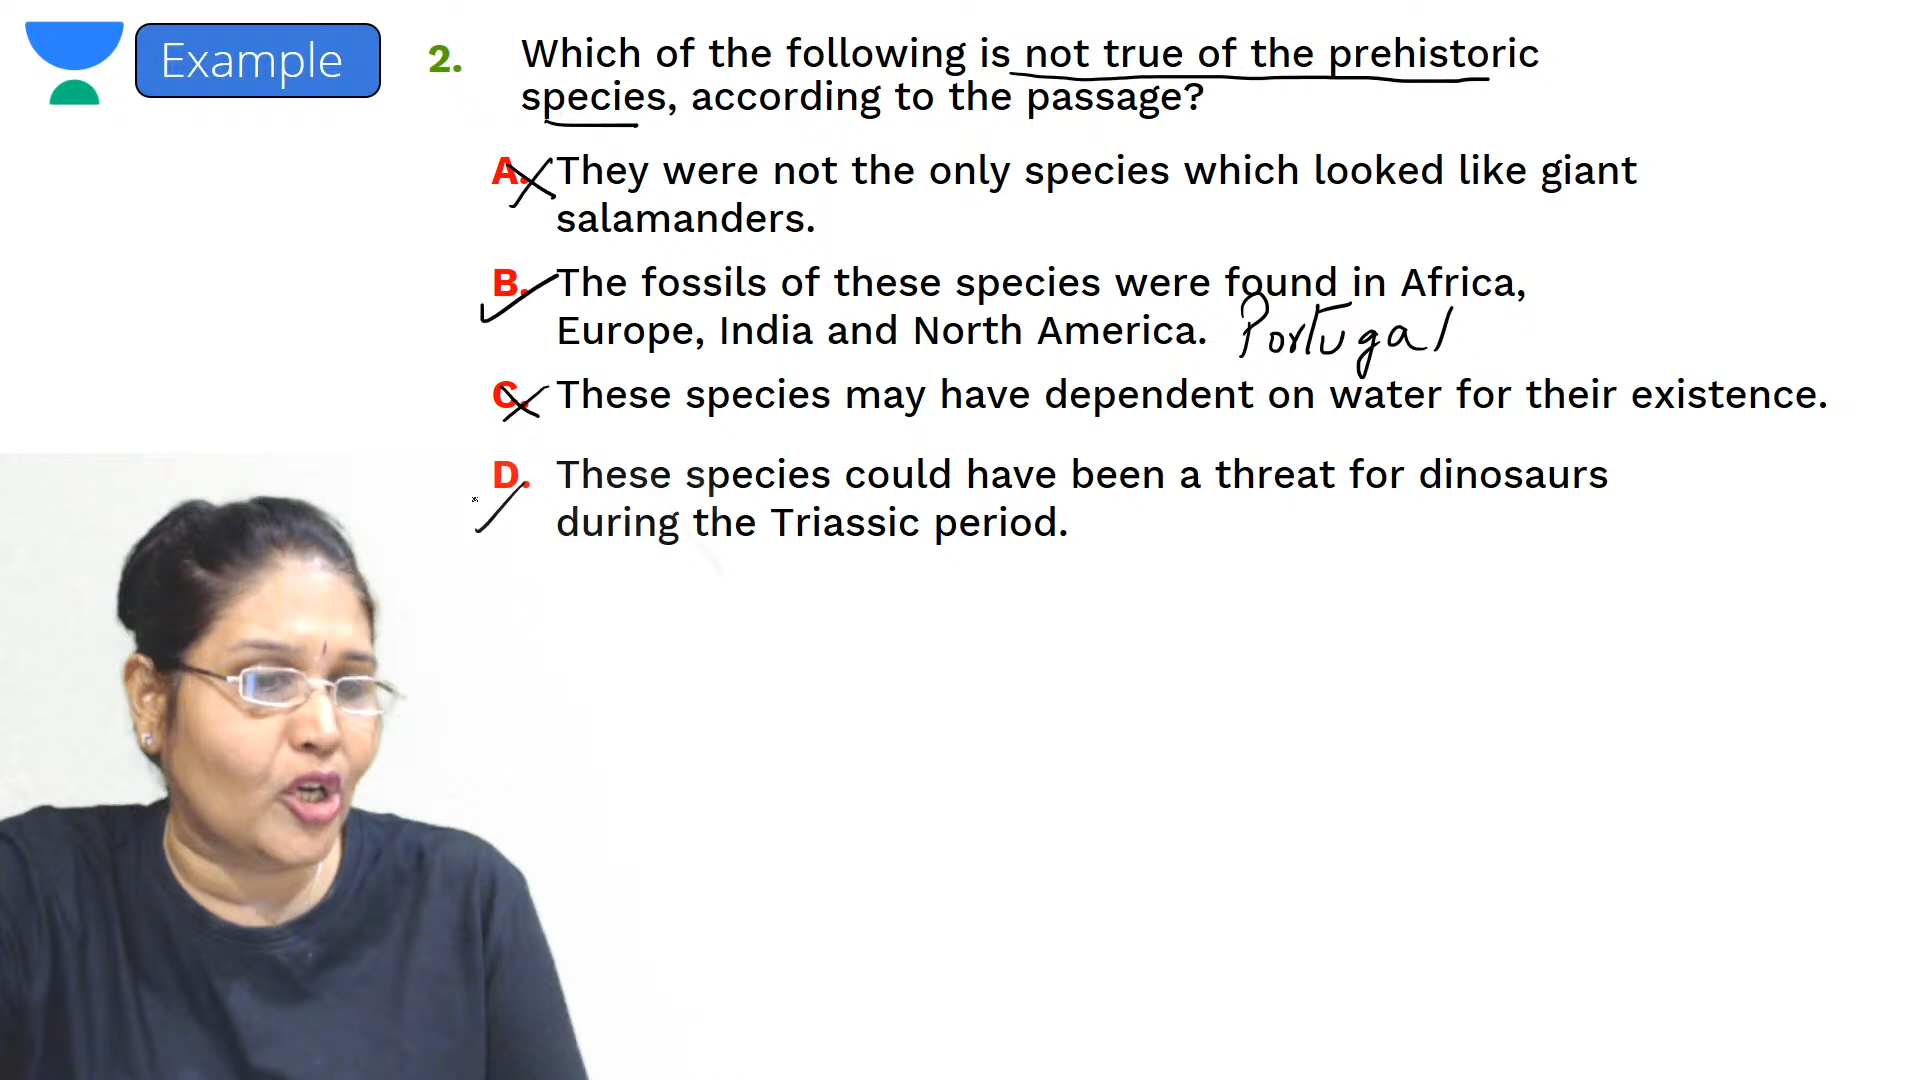 Example
2. Which of the following is not true of the prehistoric
species, according to the passage?
A. They were not the only species which looked like giant
salamanders.
B. The fossils of these species were found in Africa,
Europe, India and North America. Portugal
C. These species may have dependent on water for their existence.
D. These species could have been a threat for dinosaurs
during the Triassic period.